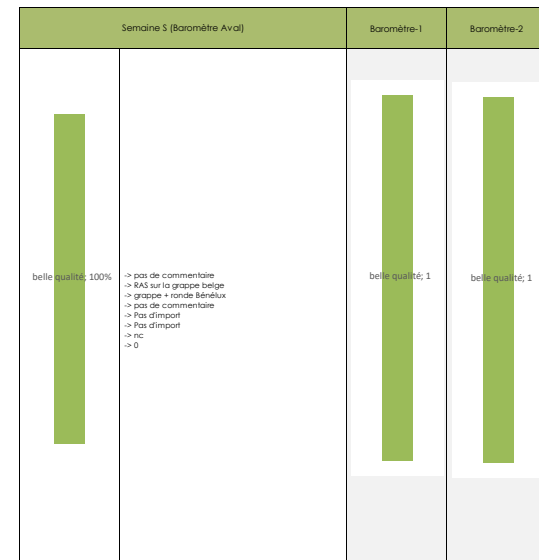 Semaine S (Baromètre Aval)
Baromètre-1
Baromètre-2
belle qualité; 100%
-> pas de commentaire
-> RAS sur la grappe belge
-> grappe + ronde Bénélux
-> pas de commentaire
-> Pas d'import
-> Pas d'import
-> nc
-> 0
belle qualité; 1
belle qualité; 1